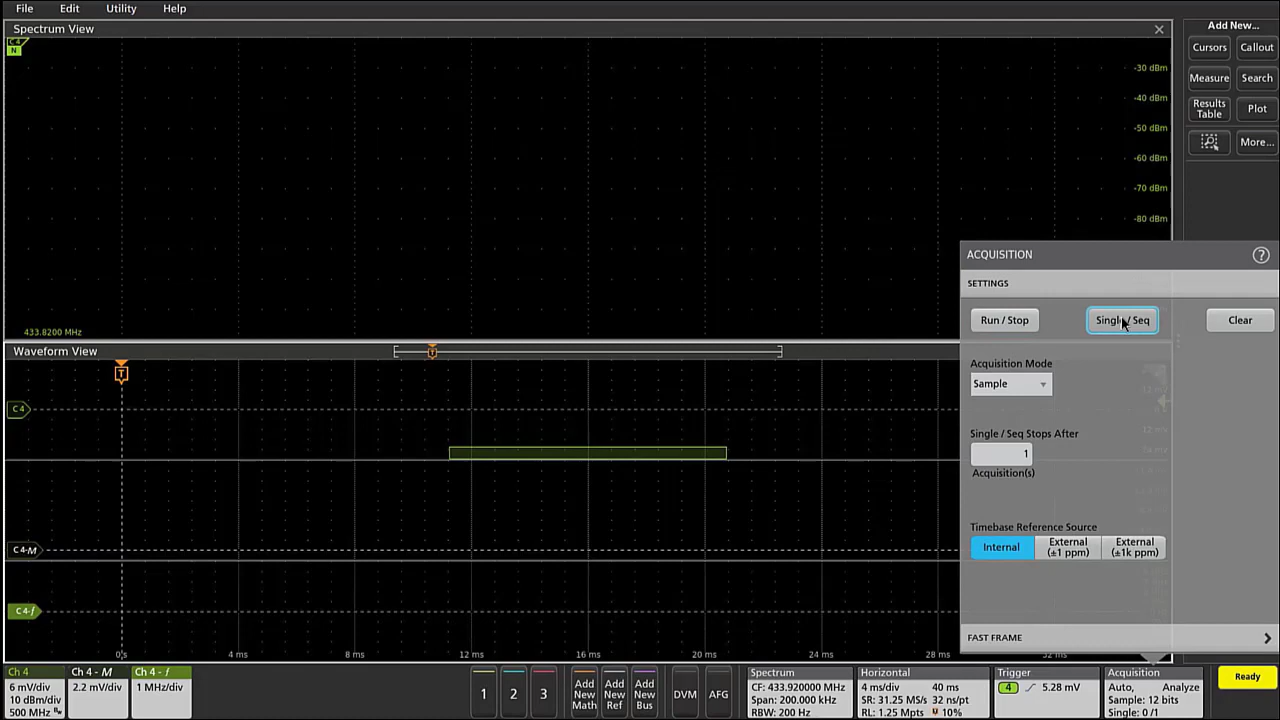 File Edit Utility Help
Spectrum View
Add New...
C 4
N
Cursors Callout
-30 dBm
Measure Search
-40 dBm
Results
Table
Plot
-50 dBm
More...
-60 dBm
-70 dBm
-80 dBm
433.8200 MHz
ACQUISITION
SETTINGS
Run / Stop Single / Seq Clear
Acquisition Mode
Sample
Single / Seq Stops After
1
Acquisition(s)
Timebase Reference Source
Internal
External
(±1 ppm)
External
(±1k ppm)
FAST FRAME
Waveform View
T
T
C 4
C 4-M
C 4-f
0 s 4 ms 8 ms 12 ms 16 ms 20 ms 24 ms 28 ms 32 ms
Ch 4
6 mV/div
10 dBm/div
500 MHz
Ch 4 - M
2.2 mV/div
Ch 4 - f
1 MHz/div
1 2 3
Add
New
Math
Add
New
Ref
Add
New
Bus
DVM AFG
Spectrum
CF: 433.920000 MHz
Span: 200.000 kHz
RBW: 200 Hz
Horizontal
4 ms/div 40 ms
SR: 31.25 MS/s 32 ns/pt
RL: 1.25 Mpts 10%
Trigger
4 5.28 mV
Acquisition
Auto, Analyze
Sample: 12 bits
Single: 0/1
Ready